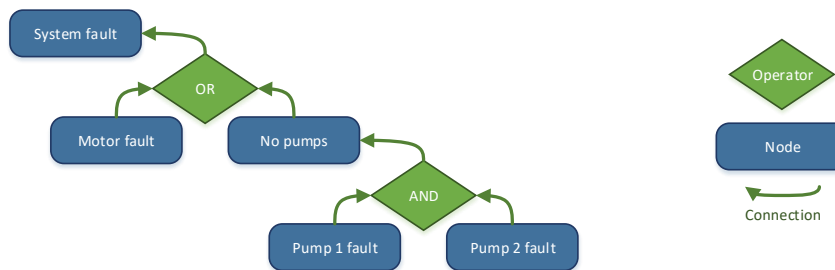 System fault
OR
Motor fault
No pumps
AND
Pump 1 fault
Pump 2 fault
Operator
Node
Connection